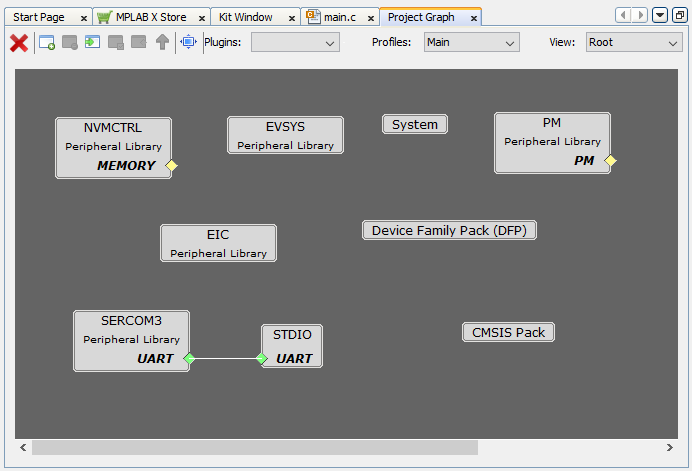 Start Page
MPLAB X Store
Kit Window
main.c
Project Graph
Plugins:
Profiles:
Main
View:
Root
NVMCTRL
Peripheral Library
MEMORY
EVSYS
Peripheral Library
System
PM
Peripheral Library
PM
EIC
Peripheral Library
Device Family Pack (DFP)
SERCOM3
Peripheral Library
UART
STDIO
UART
CMSIS Pack